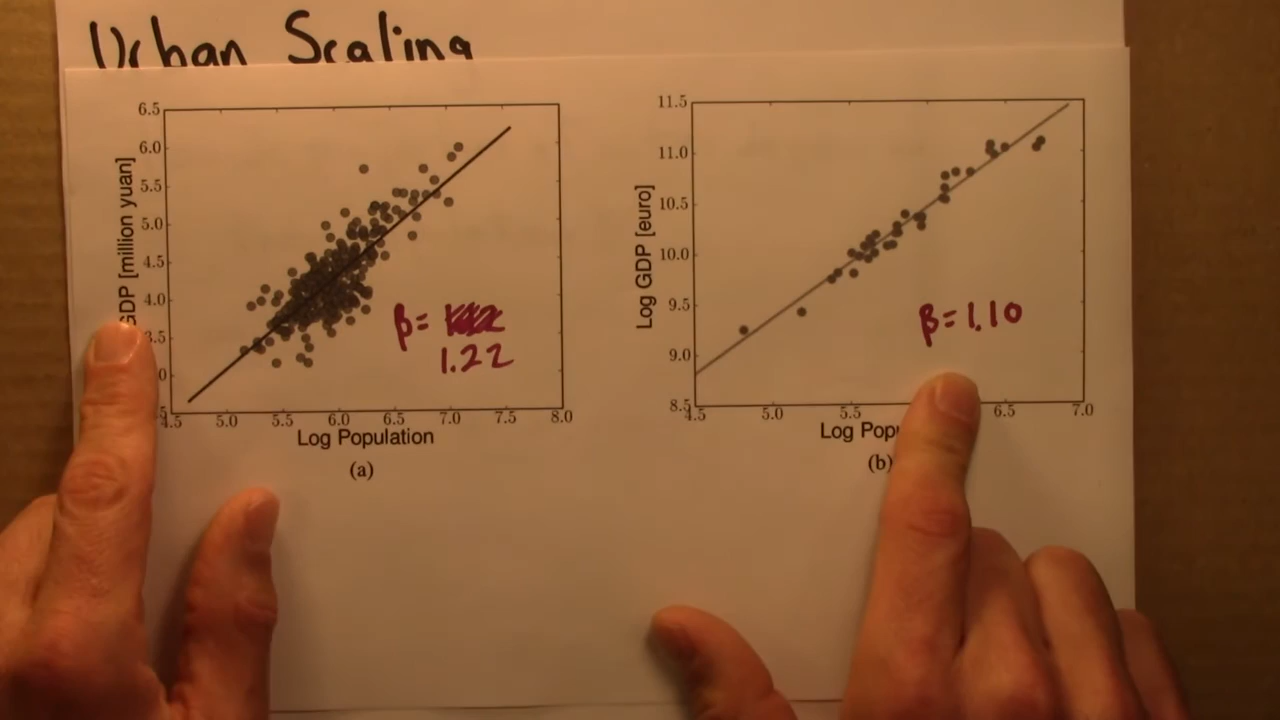 Urban Scaling
6.5
6.0
5.5
5.0
4.5
4.0
3.5
GDP [million yuan]
β=
1.22
4.5 5.0 5.5 6.0 6.5 7.0 7.5 8.0
Log Population
(a)
11.5
11.0
10.5
10.0
9.5
9.0
8.5
Log GDP [euro]
β=1.10
4.5 5.0 5.5 6.5 7.0
Log Popu
(b)